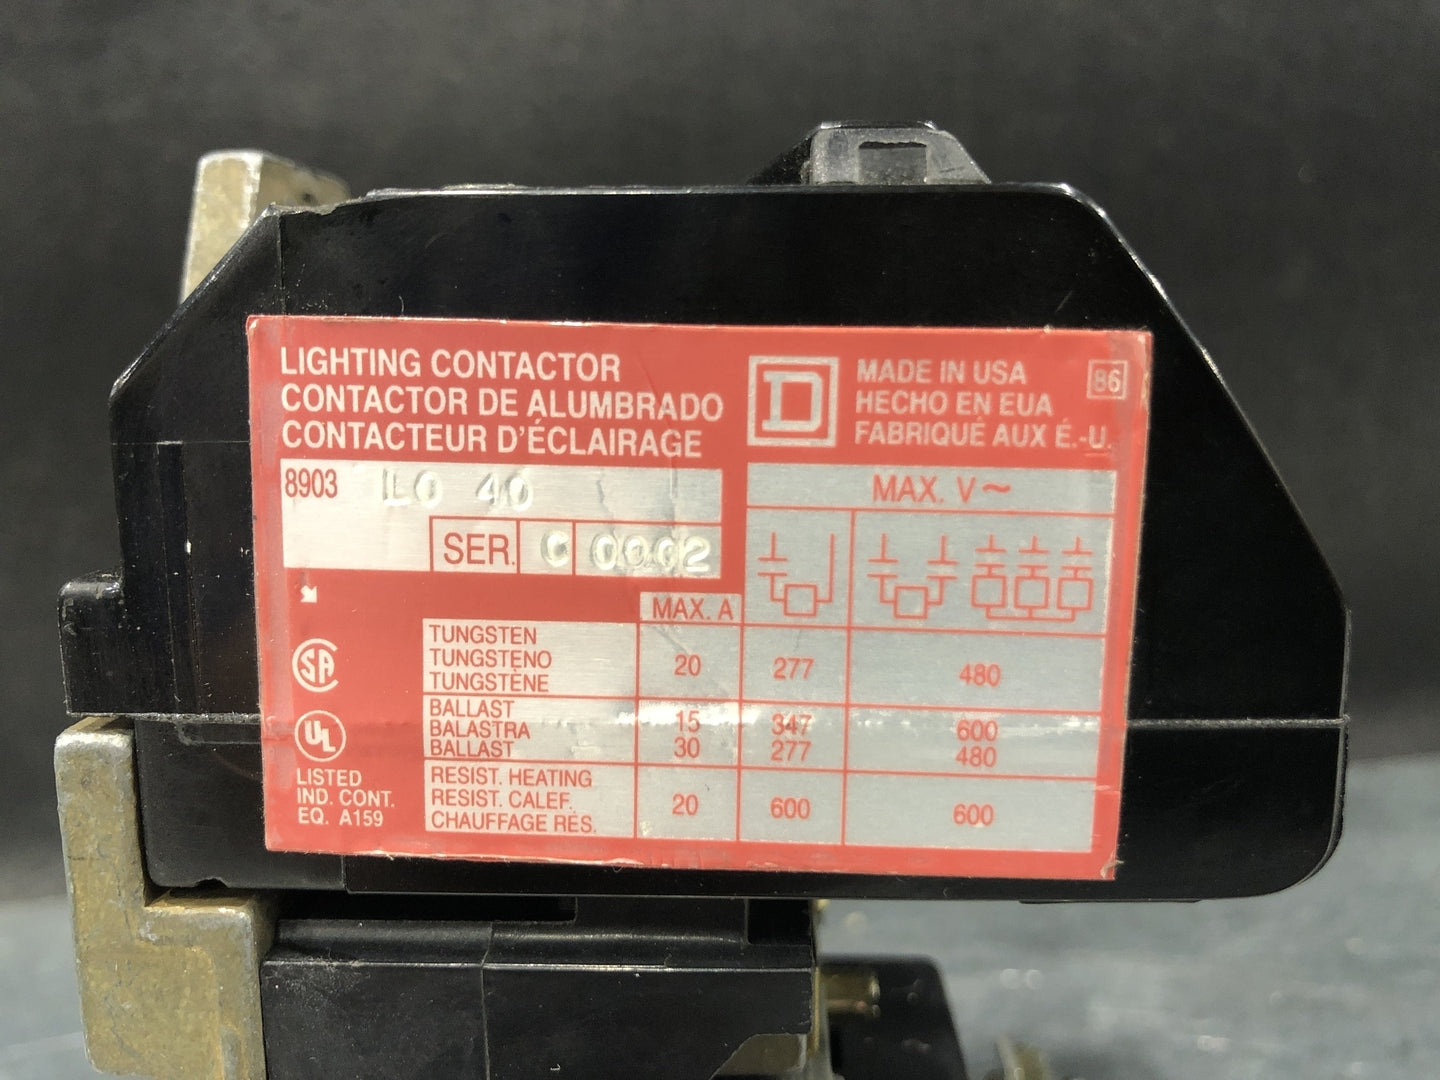 LIGHTING CONTACTOR
CONTACTOR DE ALUMBRADO
CONTACTEUR D'ÉCLAIRAGE
D
MADE IN USA
HECHO EN EUA
FABRIQUÉ AUX É.-U.
86
8903 LO 40
SER. C 0002
MAX. V ~
MAX. A
TUNGSTEN
TUNGSTENO
TUNGSTÈNE
20 277 480
BALLAST
BALASTRA
BALLAST
15 347 600
30 277 480
RESIST. HEATING
RESIST. CALEF.
CHAUFFAGE RÉS.
20 600 600
SA
UL
LISTED
IND. CONT.
EQ. A159